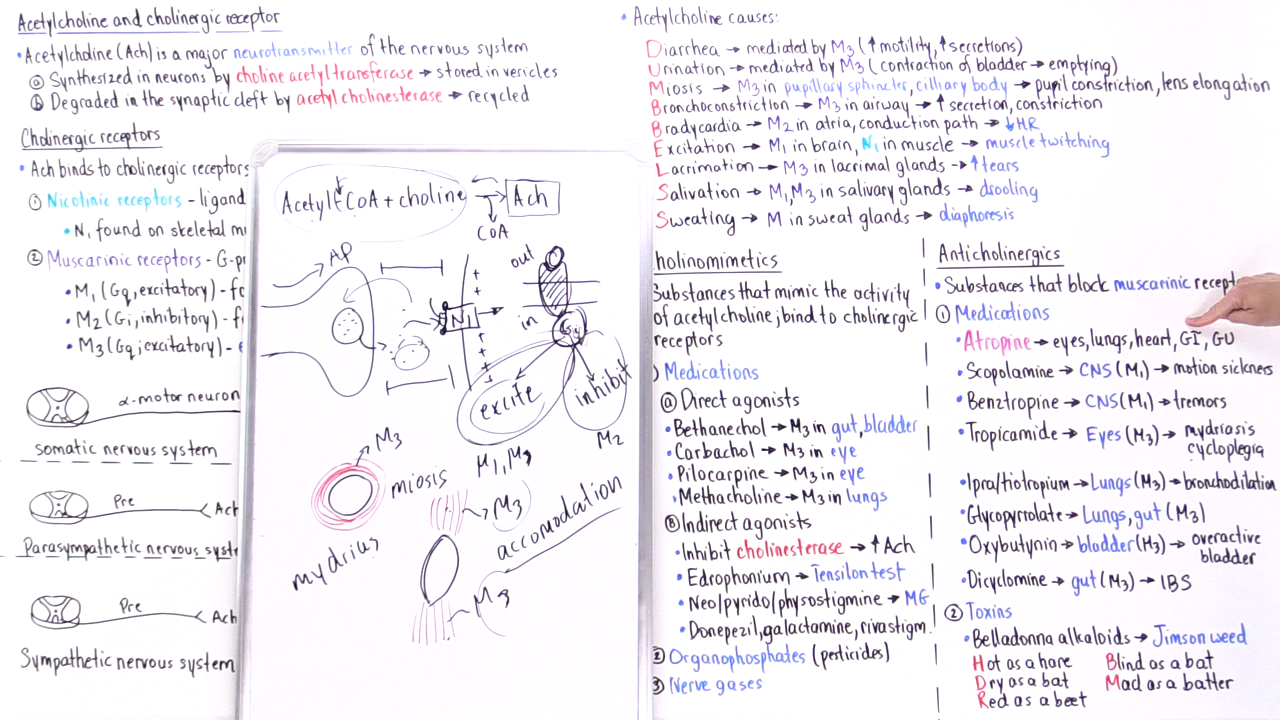 Acetylcholine and cholinergic receptor
• Acetylcholine (Ach) is a major neurotransmitter of the nervous system
ⓐ Synthesized in neurons by choline acetyl transferase → stored in vesicles
ⓑ Degraded in the synaptic cleft by acetyl cholinesterase → recycled
Cholinergic receptors
• Ach binds to cholinergic receptors
① Nicotinic receptors - ligand
• N₁ found on skeletal mu
② Muscarinic receptors - G-p
• M₁ (Gq, excitatory) - fo
• M₂ (Gi, inhibitory) - f
• M₃ (Gq; excitatory) -
α-motor neuron
somatic nervous system
Pre
Ach
Parasympathetic nervous syste
Pre
Ach
Sympathetic nervous system
Acetyl CoA + choline → Ach
COA
AP
out
N1
in
excite
inhibit
M₂
M₁, M₃
M₃
miosis
mydrius
M₃
accomodation
M₃
• Acetylcholine causes:
Diarrhea → mediated by M₃ (↑ motility, ↑ secretions)
Urination → mediated by M₃ (contraction of bladder → emptying)
Miosis → M₃ in pupillary sphincter, cilliary body → pupil constriction, lens elongation
Bronchoconstriction → M₃ in airway → ↑ secretion, constriction
Bradycardia → M₂ in atria, conduction path → ↓HR
Excitation → M₁ in brain, N₁ in muscle → muscle twitching
Lacrimation → M₃ in lacrimal glands → ↑ tears
Salivation → M₁, M₃ in salivary glands → drooling
Sweating → M in sweat glands → diaphoresis
holinomimetics
Substances that mimic the activity
of acetylcholine; bind to cholinergic
receptors
) Medications
ⓐ Direct agonists
• Bethanechol → M₃ in gut, bladder
• Carbachol → M₃ in eye
• Pilocarpine → M₃ in eye
• Methacholine → M₃ in lungs
ⓑ Indirect agonists
• Inhibit cholinesterase → ↑ Ach
• Edrophonium → Tensilon test
• Neo/pyrido/physostigmine → MG
• Donepezil, galactamine, rivastigm.
② Organophosphates (pesticides)
③ Nerve gases
Anticholinergics
• Substances that block muscarinic recept
① Medications
• Atropine → eyes, lungs, heart, GI, GU
• Scopolamine → CNS (M₁) → motion sickness
• Benztropine → CNS (M₁) → tremors
• Tropicamide → Eyes (M₃) → mydriasis
cycloplegia
• Ipra/tiotropium → Lungs (M₃) → bronchodilation
• Glycopyrrolate → Lungs, gut (M₃)
• Oxybutynin → bladder (M₃) → overactive
bladder
• Dicyclomine → gut (M₃) → IBS
② Toxins
• Belladonna alkaloids → Jimson weed
Hot as a hare Blind as a bat
Dry as a bat Mad as a hatter
Red as a beet